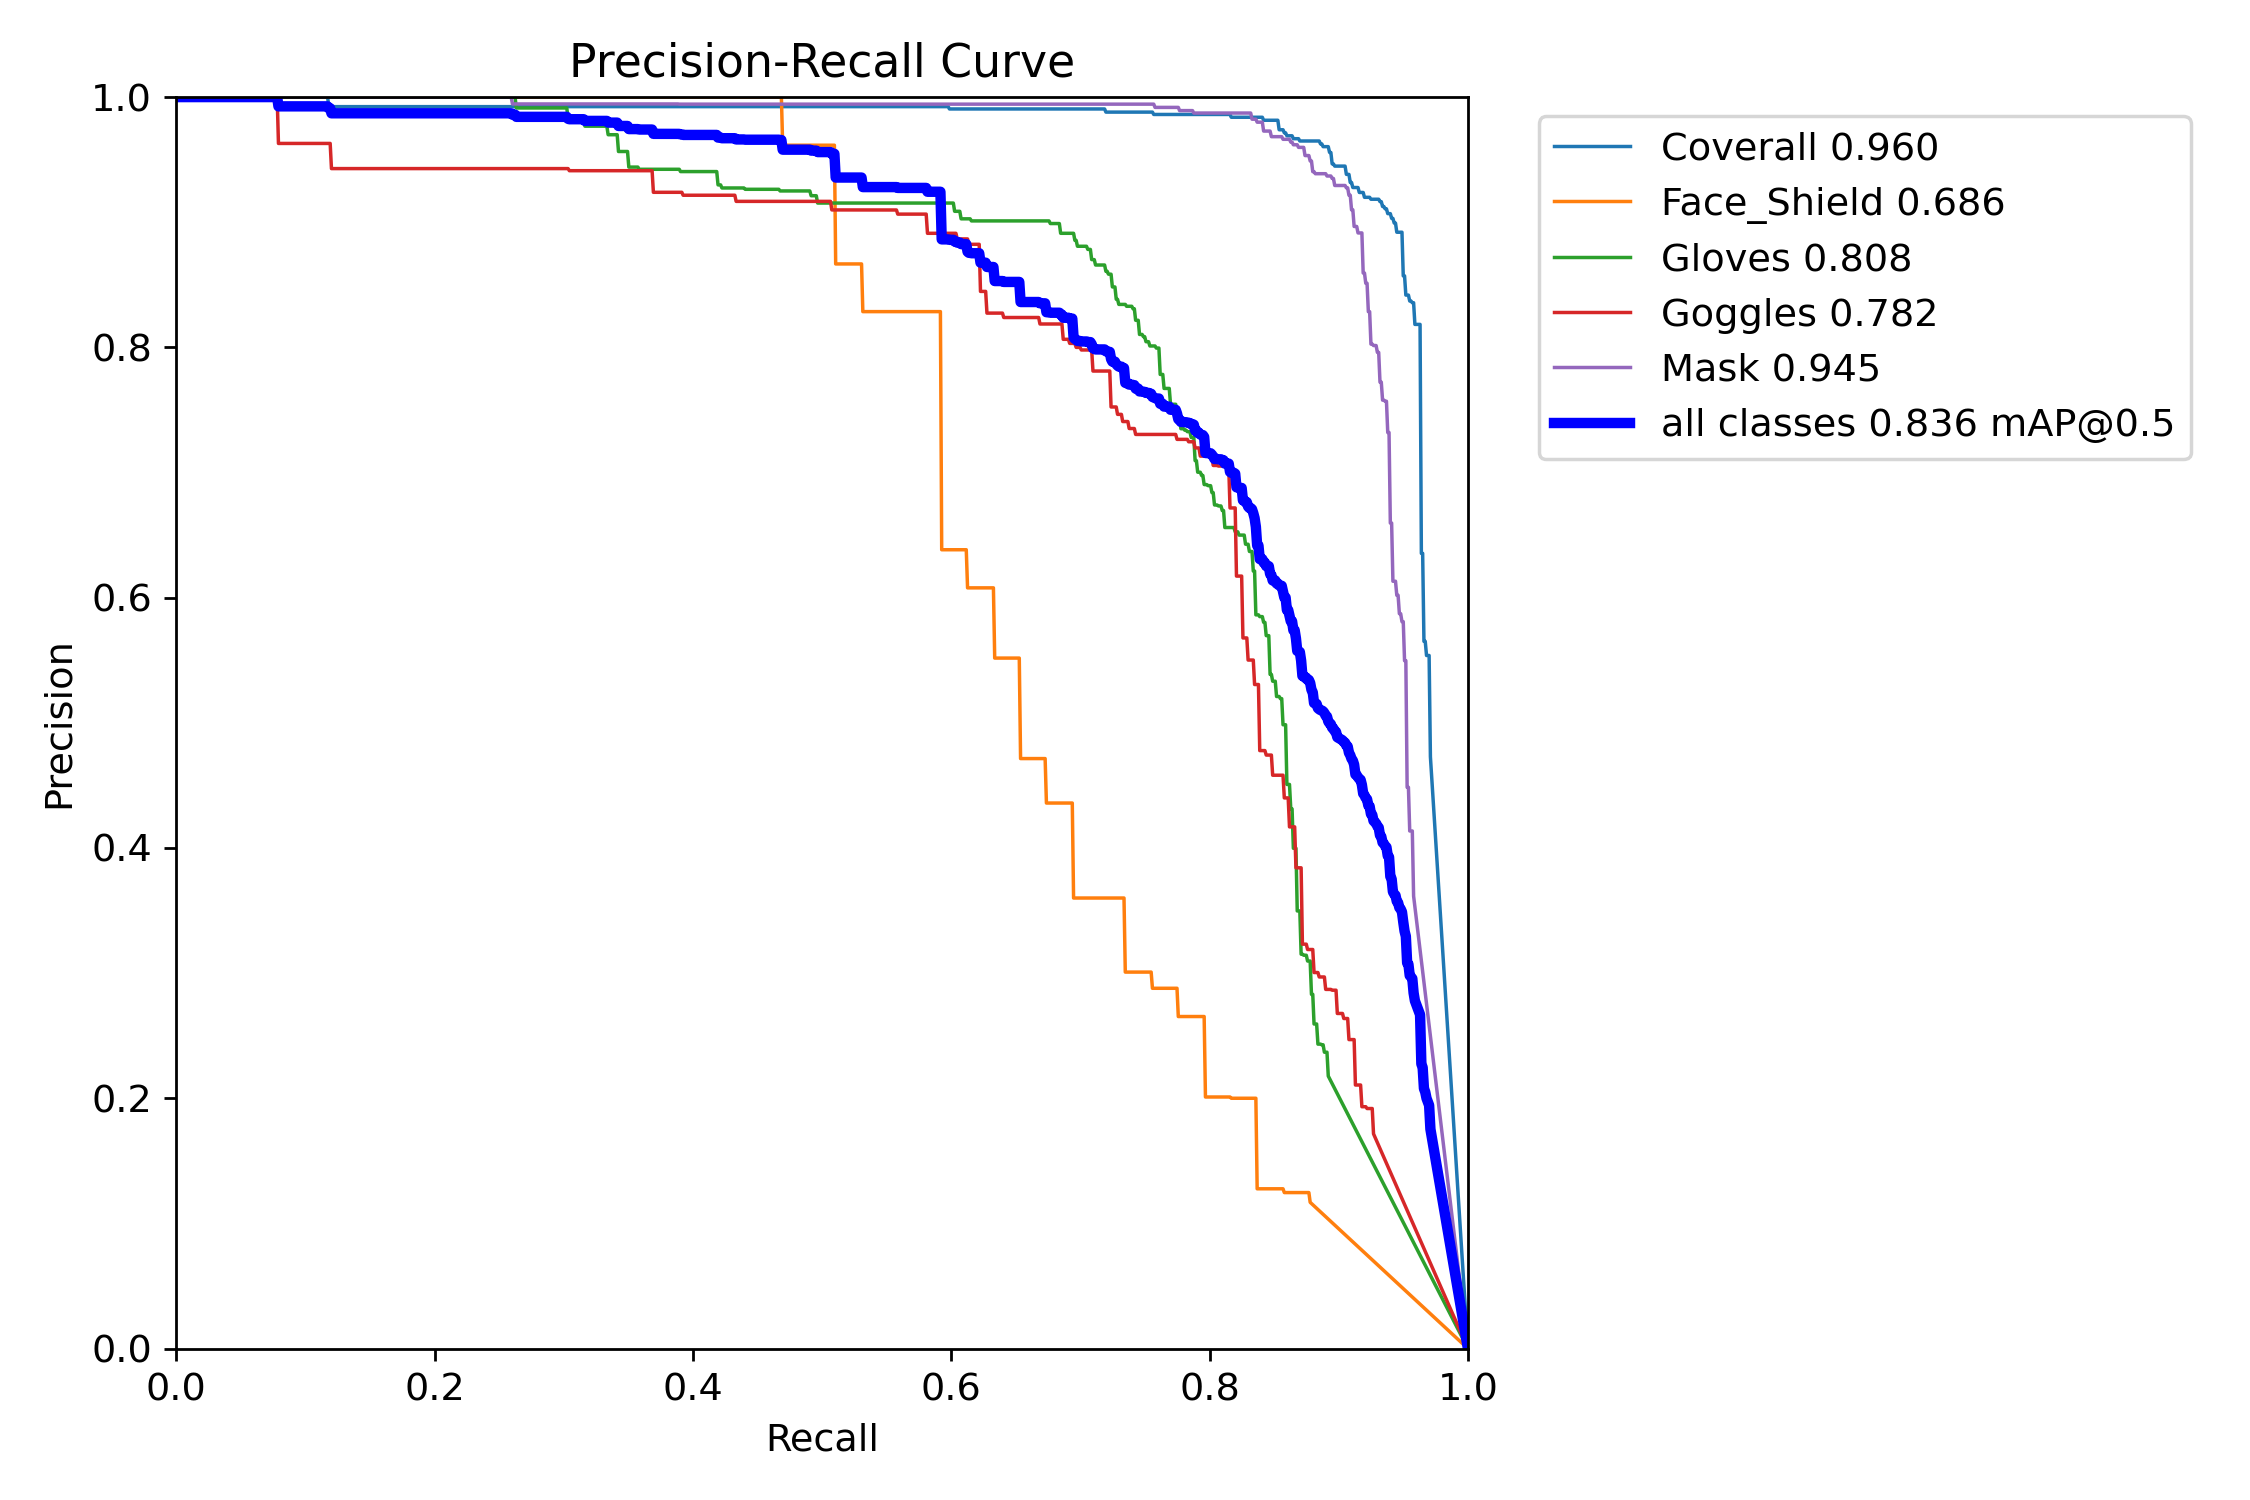 Precision-Recall Curve
1.0
0.8
0.6
0.4
0.2
0.0
Precision
0.0 0.2 0.4 0.6 0.8 1.0
Recall
Coverall 0.960
Face_Shield 0.686
Gloves 0.808
Goggles 0.782
Mask 0.945
all classes 0.836 mAP@0.5